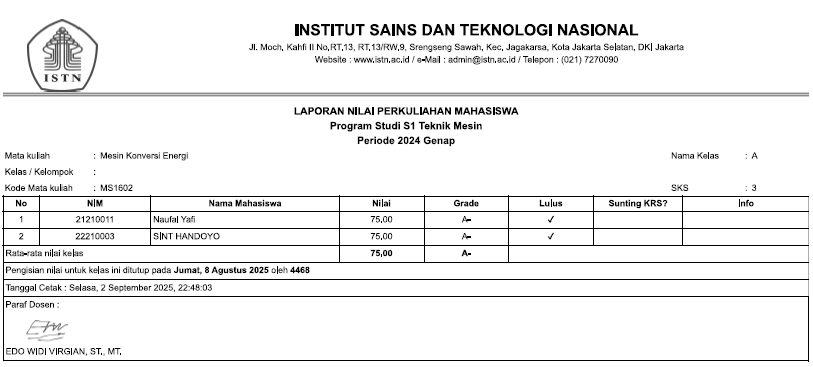 ISTN
INSTITUT SAINS DAN TEKNOLOGI NASIONAL
Jl. Moch, Kahfi II No,RT,13, RT,13/RW,9, Srengseng Sawah, Kec, Jagakarsa, Kota Jakarta Selatan, DKI Jakarta
Website : www.istn.ac.id / e-Mail : admin@istn.ac.id / Telepon : (021) 7270090
LAPORAN NILAI PERKULIAHAN MAHASISWA
Program Studi S1 Teknik Mesin
Periode 2024 Genap
Mata kuliah : Mesin Konversi Energi Nama Kelas : A
Kelas / Kelompok :
Kode Mata kuliah : MS1602 SKS : 3
No NIM Nama Mahasiswa Nilai Grade Lulus Sunting KRS? Info
1 21210011 Naufal Yafi 75,00 A- ✓
2 22210003 SINT HANDOYO 75,00 A- ✓
Rata-rata nilai kelas 75,00 A-
Pengisian nilai untuk kelas ini ditutup pada Jumat, 8 Agustus 2025 oleh 4468
Tanggal Cetak : Selasa, 2 September 2025, 22:48:03
Paraf Dosen :
EDO WIDI VIRGIAN, ST., MT.